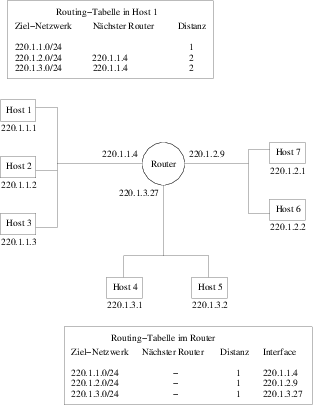 Routing-Tabelle in Host 1
Ziel-Netzwerk Nächster Router Distanz
220.1.1.0/24 1
220.1.2.0/24 220.1.1.4 2
220.1.3.0/24 220.1.1.4 2
Host 1
220.1.1.1
220.1.1.4 220.1.2.9
Host 7
220.1.2.1
Router
Host 2
220.1.1.2
220.1.3.27
Host 3
220.1.1.3
Host 6
220.1.2.2
Host 4 Host 5
220.1.3.1 220.1.3.2
Routing-Tabelle im Router
Ziel-Netzwerk Nächster Router Distanz Interface
220.1.1.0/24 – 1 220.1.1.4
220.1.2.0/24 – 1 220.1.2.9
220.1.3.0/24 – 1 220.1.3.27